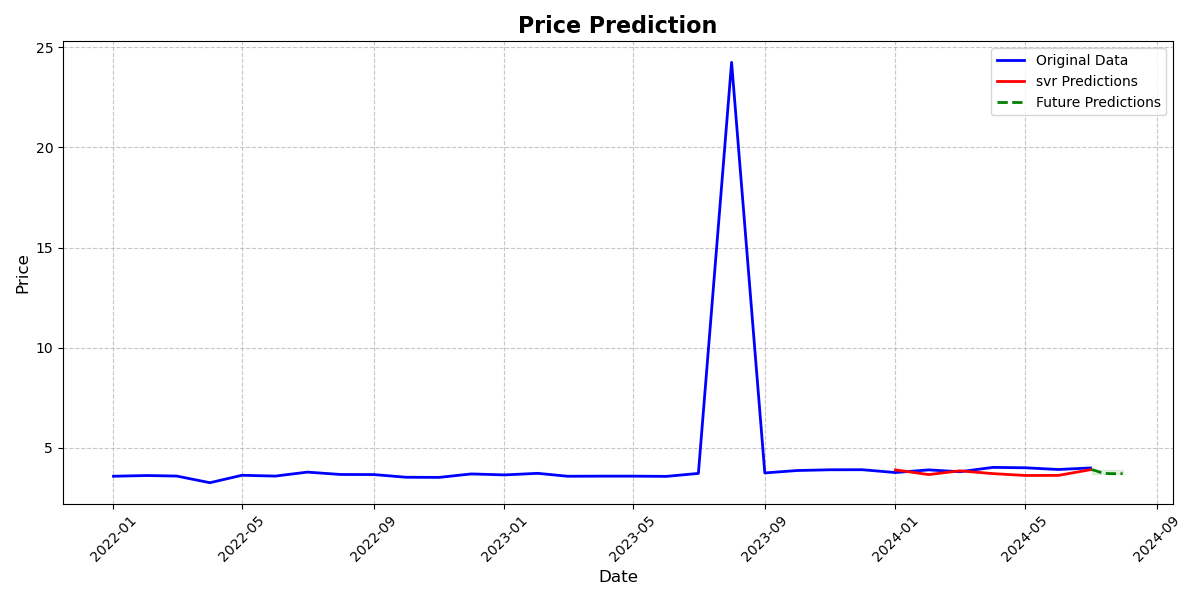 Price Prediction
25
20
15
10
5
Price
Original Data
svr Predictions
Future Predictions
2022-01
2022-05
2022-09
2023-01
2023-05
2023-09
2024-01
2024-05
2024-09
Date